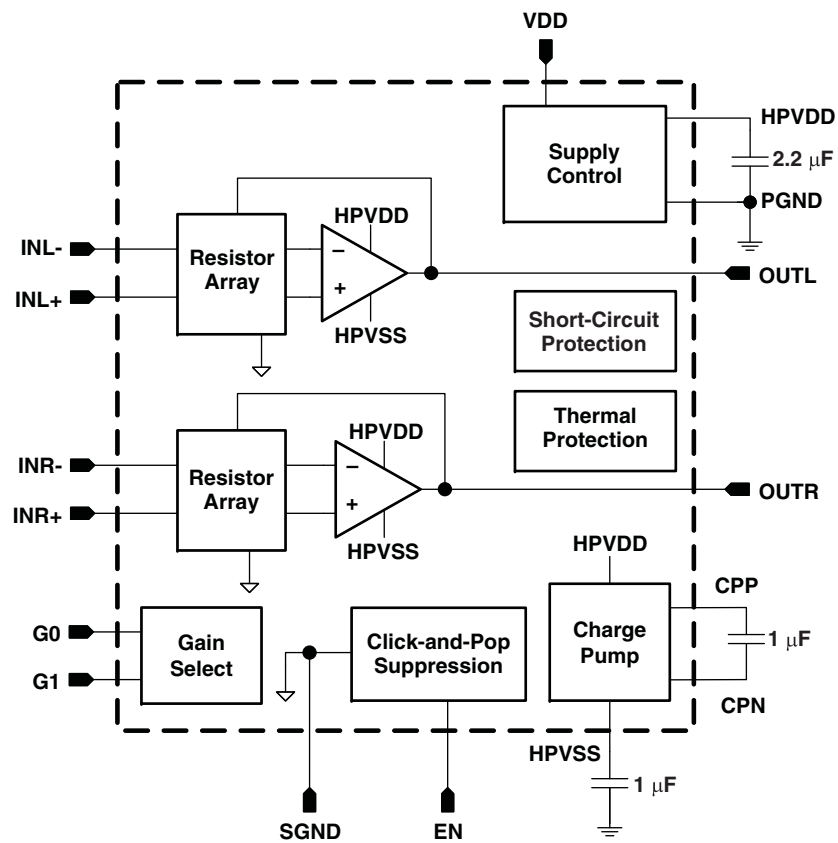 VDD
HPVDD
Supply
Control
2.2 μF
PGND
HPVDD
INL-
Resistor
Array
−
+
INL+
OUTL
HPVSS
Short-Circuit
Protection
Thermal
Protection
HPVDD
INR-
Resistor
Array
−
+
INR+
OUTR
HPVSS
HPVDD
CPP
G0
Gain
Select
G1
Click-and-Pop
Suppression
Charge
Pump
1 μF
CPN
HPVSS
1 μF
SGND
EN